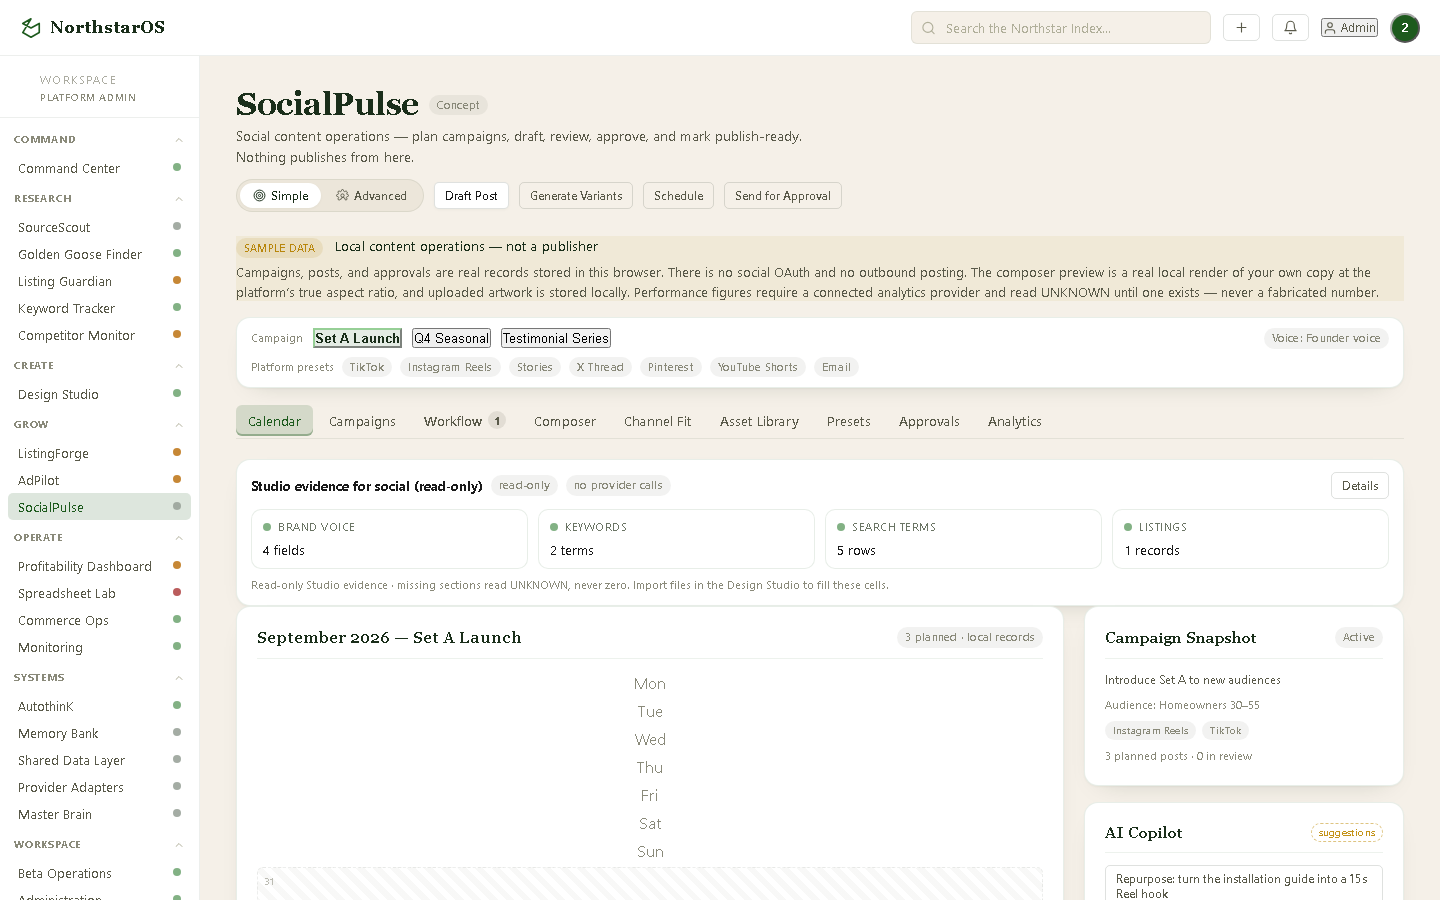 NorthstarOS
Search the Northstar Index...
Admin
2
WORKSPACE
PLATFORM ADMIN
COMMAND
Command Center
RESEARCH
SourceScout
Golden Goose Finder
Listing Guardian
Keyword Tracker
Competitor Monitor
CREATE
Design Studio
GROW
ListingForge
AdPilot
SocialPulse
OPERATE
Profitability Dashboard
Spreadsheet Lab
Commerce Ops
Monitoring
SYSTEMS
AutothinK
Memory Bank
Shared Data Layer
Provider Adapters
Master Brain
WORKSPACE
Beta Operations
Administration
SocialPulse Concept
Social content operations — plan campaigns, draft, review, approve, and mark publish-ready.
Nothing publishes from here.
Simple Advanced Draft Post Generate Variants Schedule Send for Approval
SAMPLE DATA Local content operations — not a publisher
Campaigns, posts, and approvals are real records stored in this browser. There is no social OAuth and no outbound posting. The composer preview is a real local render of your own copy at the
platform's true aspect ratio, and uploaded artwork is stored locally. Performance figures require a connected analytics provider and read UNKNOWN until one exists — never a fabricated number.
Campaign Set A Launch Q4 Seasonal Testimonial Series Voice: Founder voice
Platform presets TikTok Instagram Reels Stories X Thread Pinterest YouTube Shorts Email
Calendar Campaigns Workflow 1 Composer Channel Fit Asset Library Presets Approvals Analytics
Studio evidence for social (read-only) read-only no provider calls Details
BRAND VOICE
4 fields
KEYWORDS
2 terms
SEARCH TERMS
5 rows
LISTINGS
1 records
Read-only Studio evidence · missing sections read UNKNOWN, never zero. Import files in the Design Studio to fill these cells.
September 2026 — Set A Launch 3 planned · local records
Mon
Tue
Wed
Thu
Fri
Sat
Sun
31
Campaign Snapshot Active
Introduce Set A to new audiences
Audience: Homeowners 30–55
Instagram Reels TikTok
3 planned posts · 0 in review
AI Copilot suggestions
Repurpose: turn the installation guide into a 15s
Reel hook